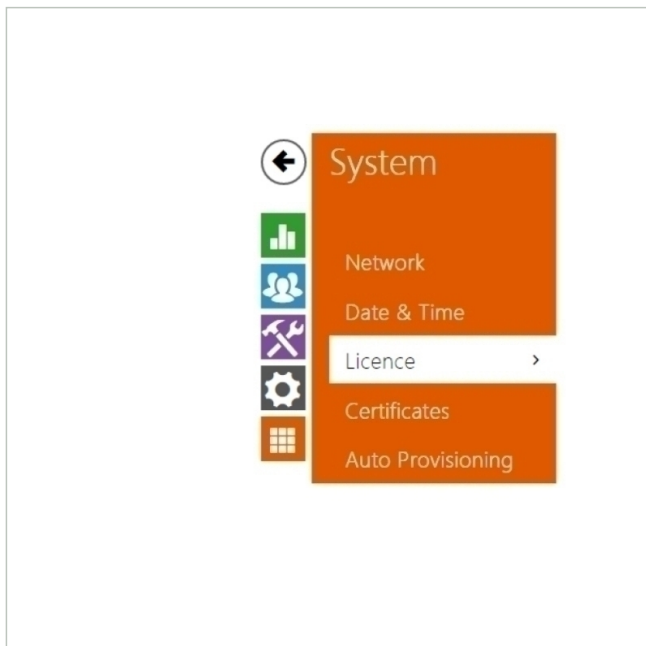 System
Network
Date & Time
Licence
Certificates
Auto Provisioning